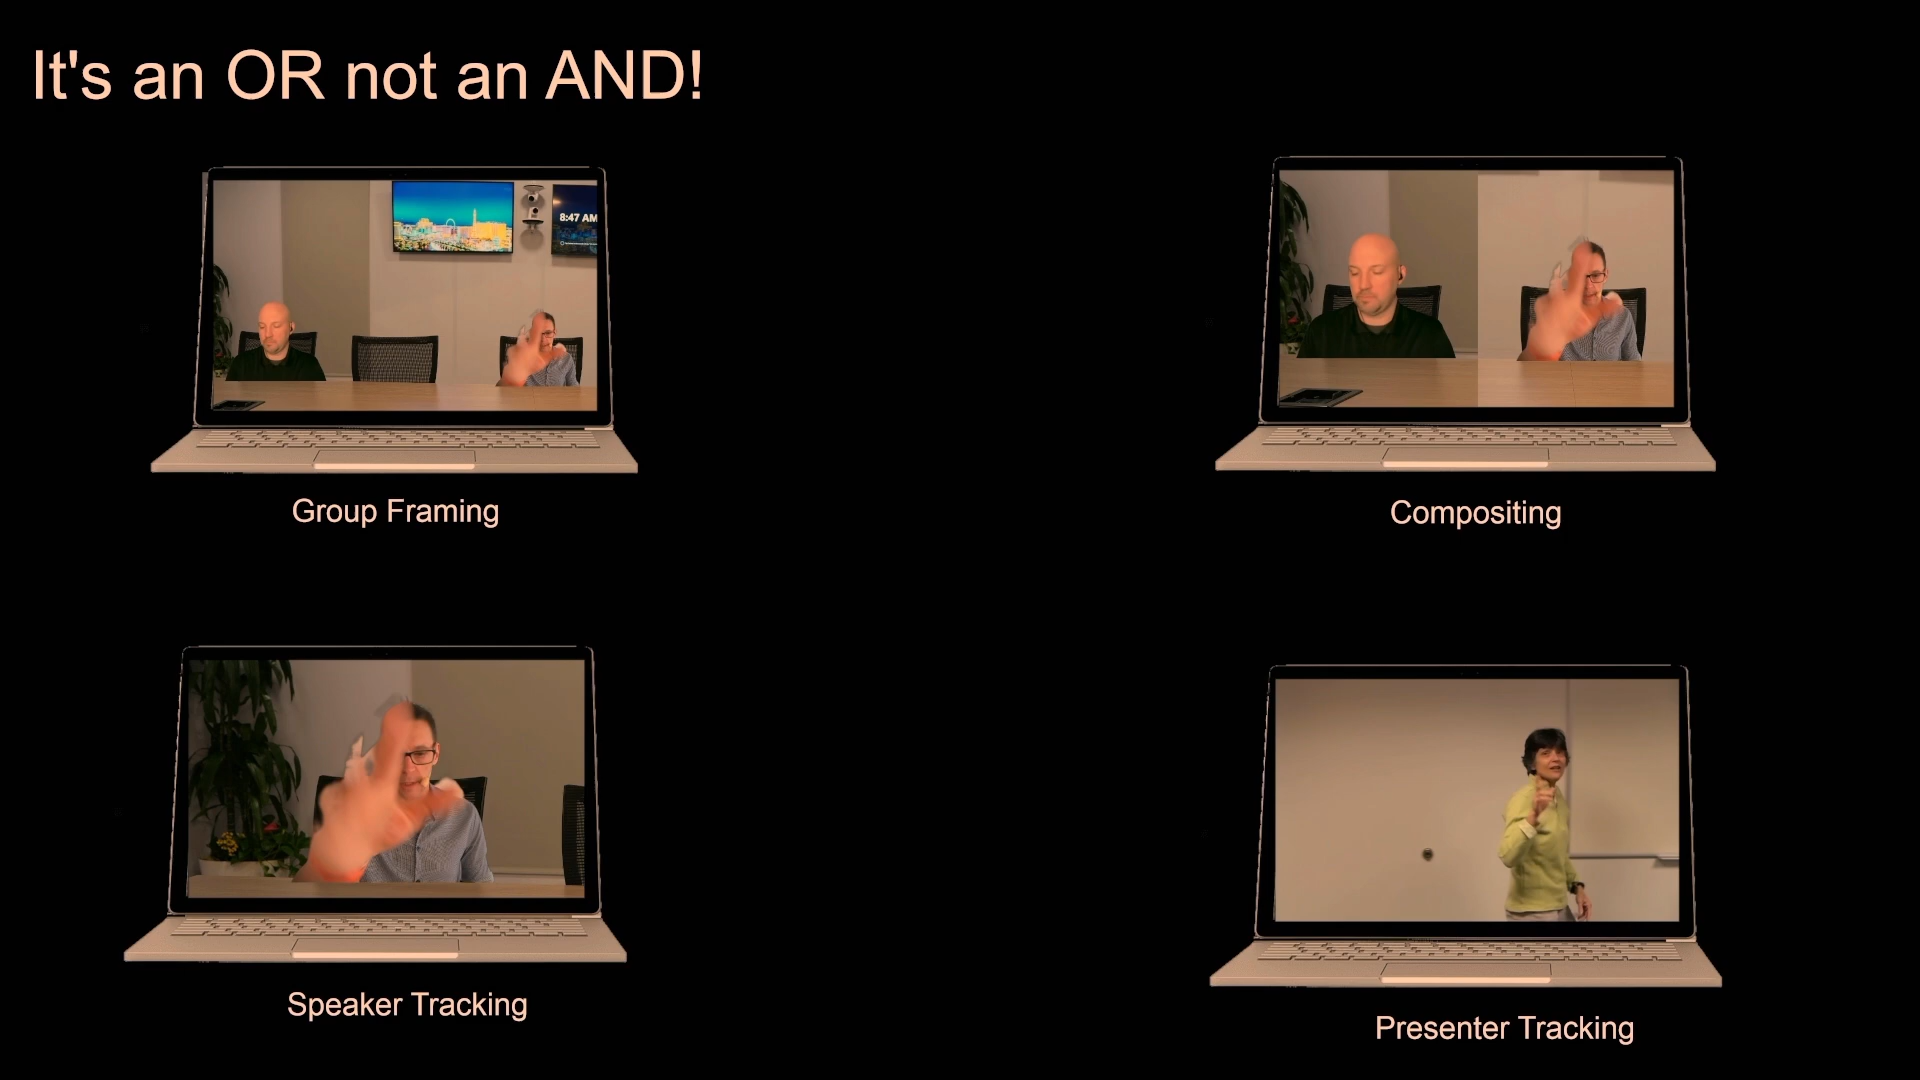 It's an OR not an AND!
8:47 AM
Group Framing
Compositing
Speaker Tracking
Presenter Tracking